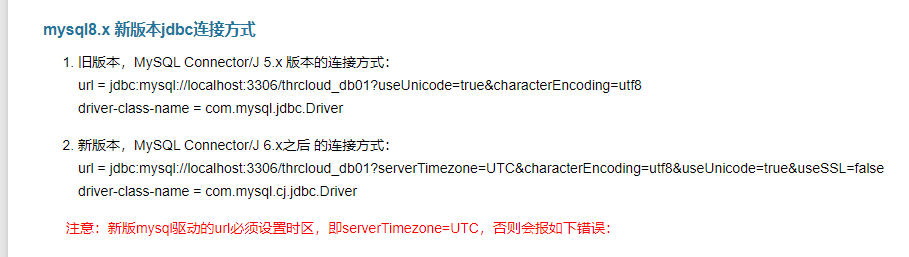 mysql8.x 新版本jdbc连接方式
1. 旧版本，MySQL Connector/J 5.x 版本的连接方式：
url = jdbc:mysql://localhost:3306/thrcloud_db01?useUnicode=true&characterEncoding=utf8
driver-class-name = com.mysql.jdbc.Driver
2. 新版本，MySQL Connector/J 6.x之后 的连接方式：
url = jdbc:mysql://localhost:3306/thrcloud_db01?serverTimezone=UTC&characterEncoding=utf8&useUnicode=true&useSSL=false
driver-class-name = com.mysql.cj.jdbc.Driver
注意：新版mysql驱动的url必须设置时区，即serverTimezone=UTC，否则会报如下错误：